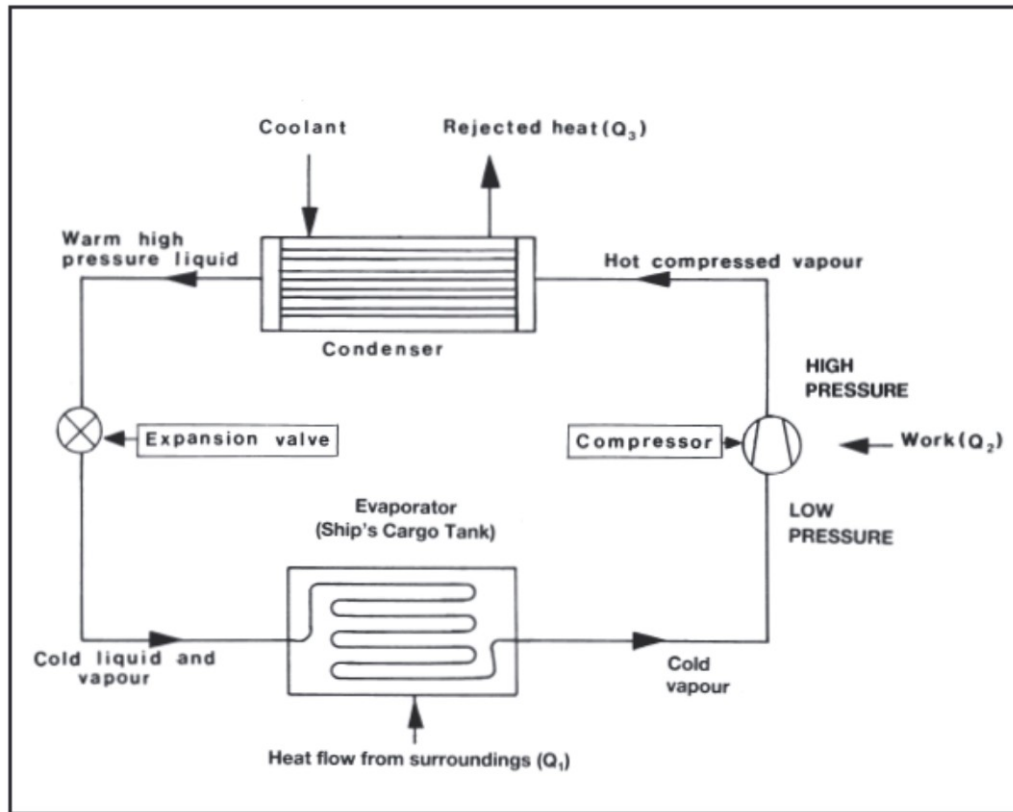 Coolant
Rejected heat(Q₃)
Warm high
pressure liquid
Hot compressed vapour
Condenser
HIGH
PRESSURE
Expansion valve
Compressor
Work(Q₂)
Evaporator
(Ship's Cargo Tank)
LOW
PRESSURE
Cold liquid and
vapour
Cold
vapour
Heat flow from surroundings (Q₁)